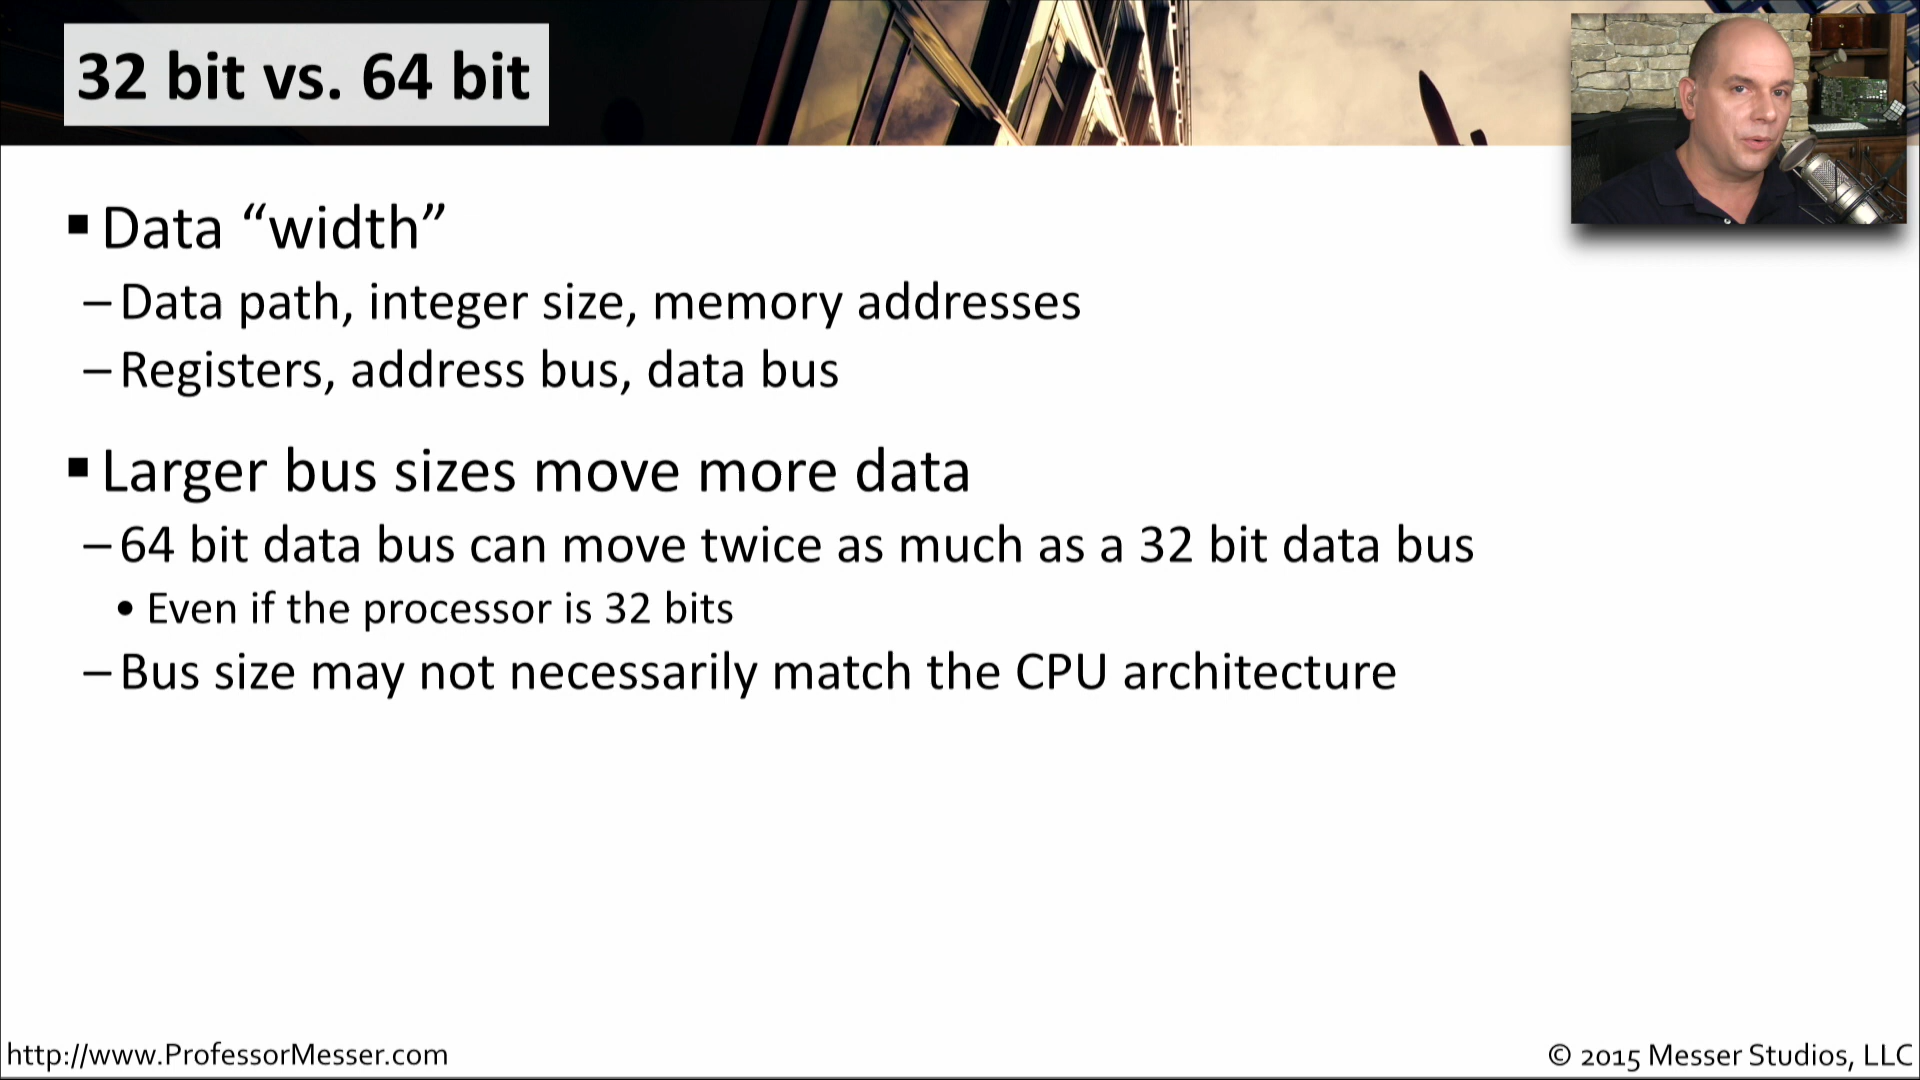 32 bit vs. 64 bit
▪ Data “width”
– Data path, integer size, memory addresses
– Registers, address bus, data bus
▪ Larger bus sizes move more data
– 64 bit data bus can move twice as much as a 32 bit data bus
• Even if the processor is 32 bits
– Bus size may not necessarily match the CPU architecture
http://www.ProfessorMesser.com
© 2015 Messer Studios, LLC